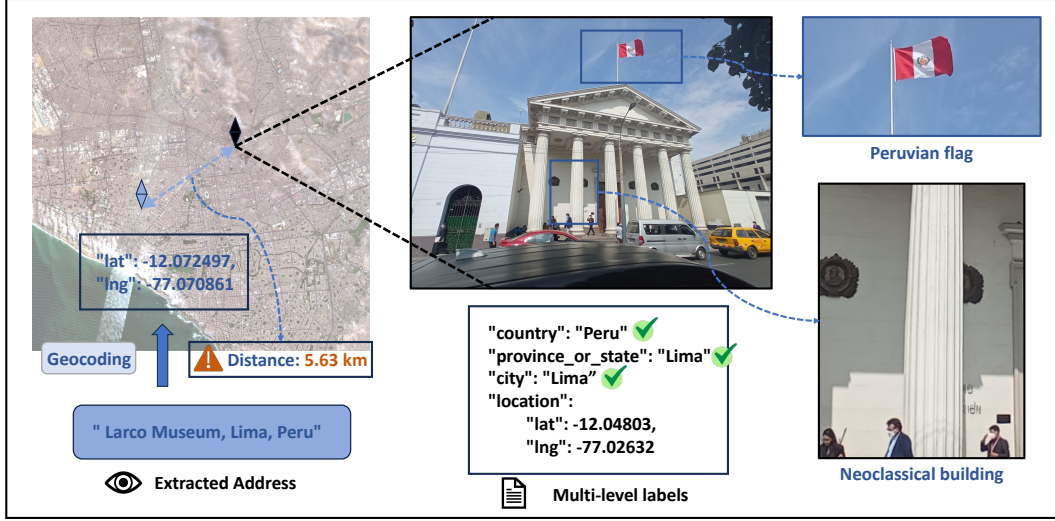 "lat": -12.072497,
"lng": -77.070861
Geocoding
Distance: 5.63 km
" Larco Museum, Lima, Peru"
Extracted Address
"country": "Peru"
"province_or_state": "Lima"
"city": "Lima”
"location":
"lat": -12.04803,
"lng": -77.02632
Multi-level labels
Peruvian flag
Neoclassical building